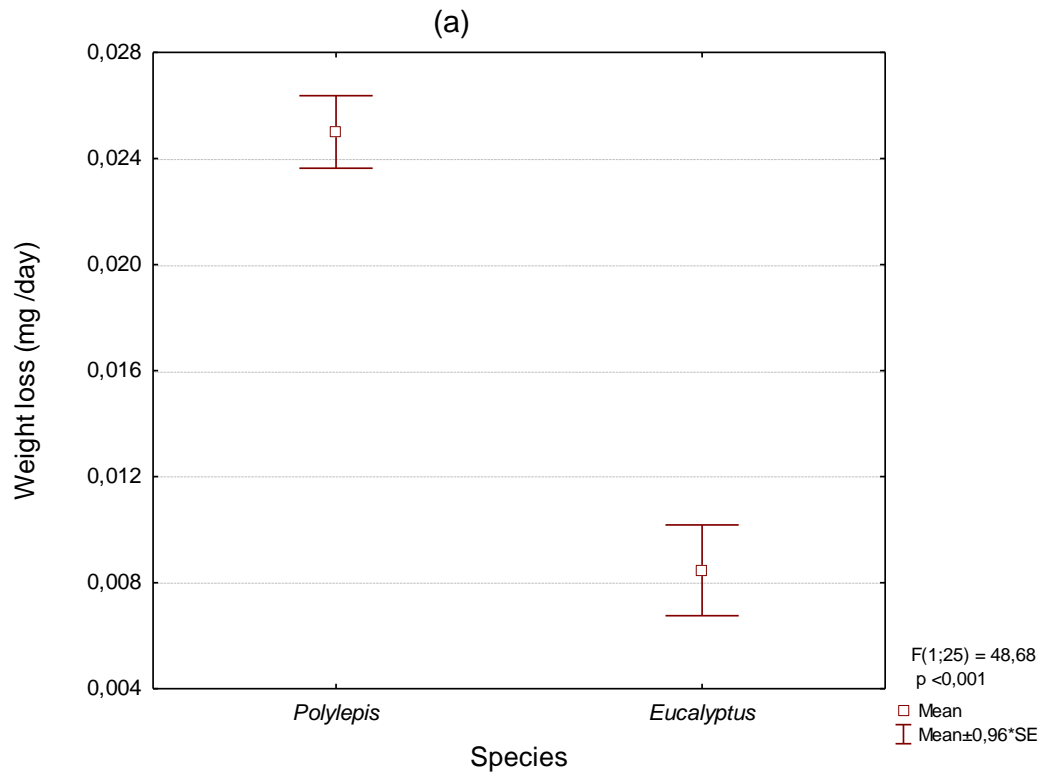 (a)
0,028
0,024
0,020
0,016
0,012
0,008
0,004
Weight loss (mg /day)
Polylepis Eucalyptus
Species
F(1;25) = 48,68
p <0,001
Mean
Mean±0,96*SE